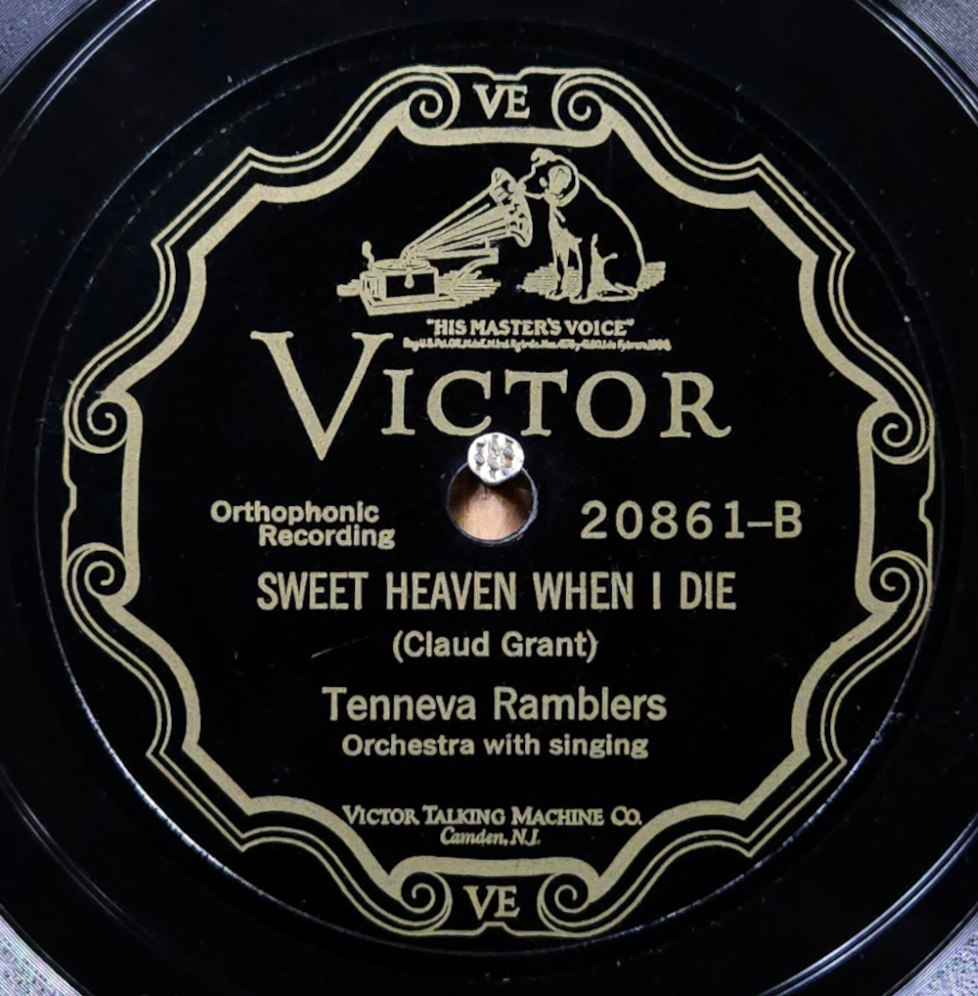 VE
"HIS MASTER'S VOICE"
VICTOR
Orthophonic
Recording
20861-B
SWEET HEAVEN WHEN I DIE
(Claud Grant)
Tenneva Ramblers
Orchestra with singing
VICTOR TALKING MACHINE CO.
Camden, N.J.
VE